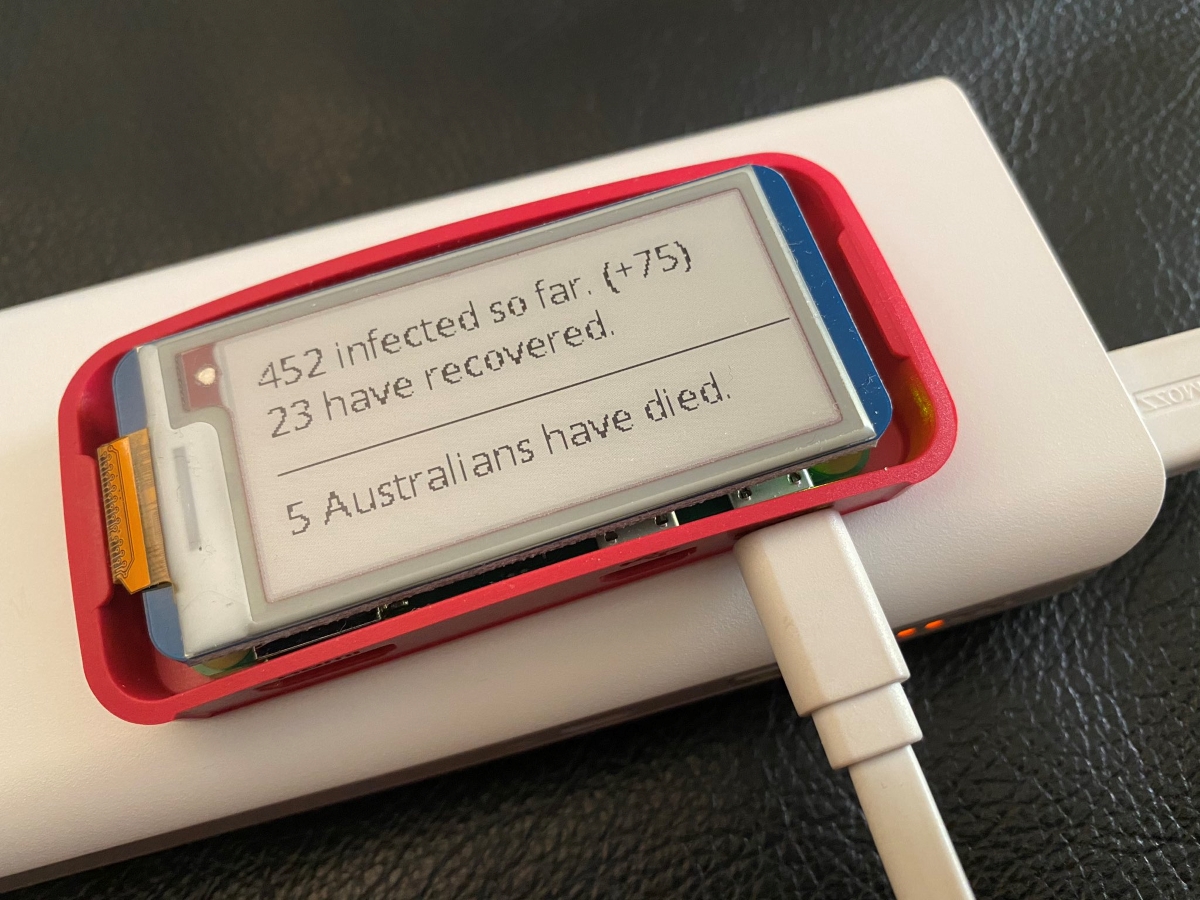 452 infected so far. (+75)
23 have recovered.
5 Australians have died.